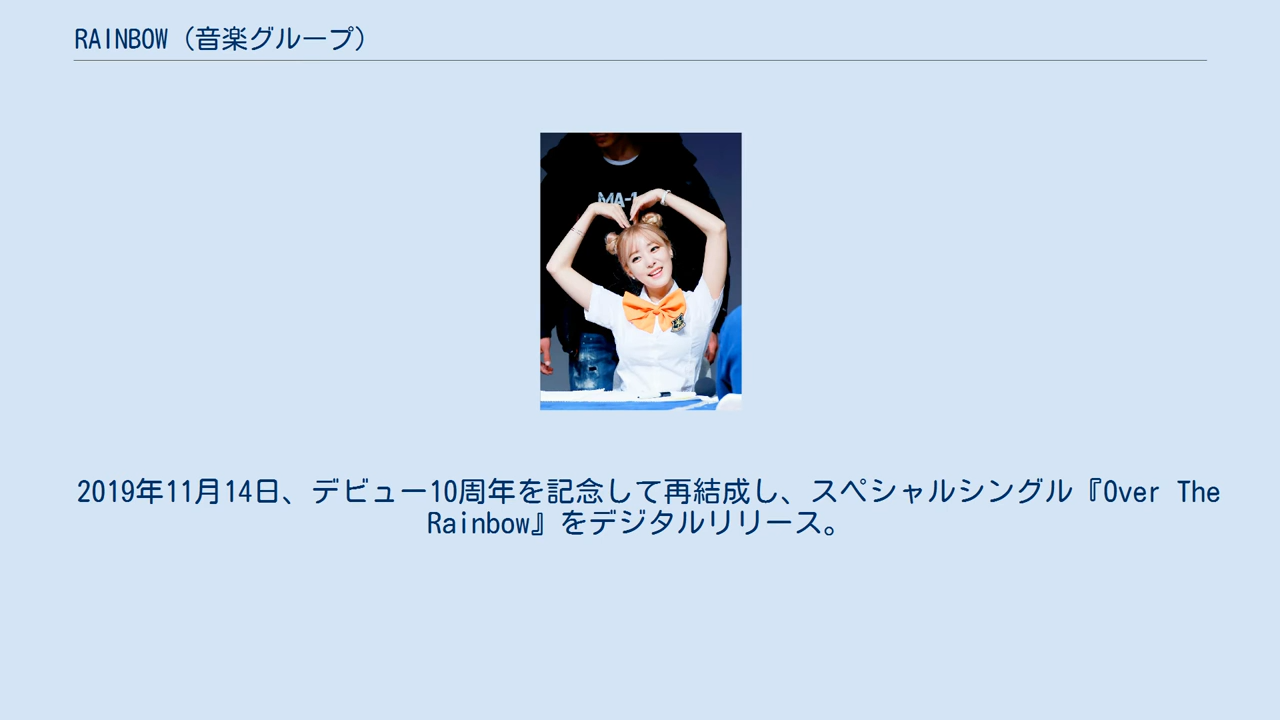 RAINBOW（音楽グループ）
MA-1
2019年11月14日、デビュー10周年を記念して再結成し、スペシャルシングル『Over The
Rainbow』をデジタルリリース。